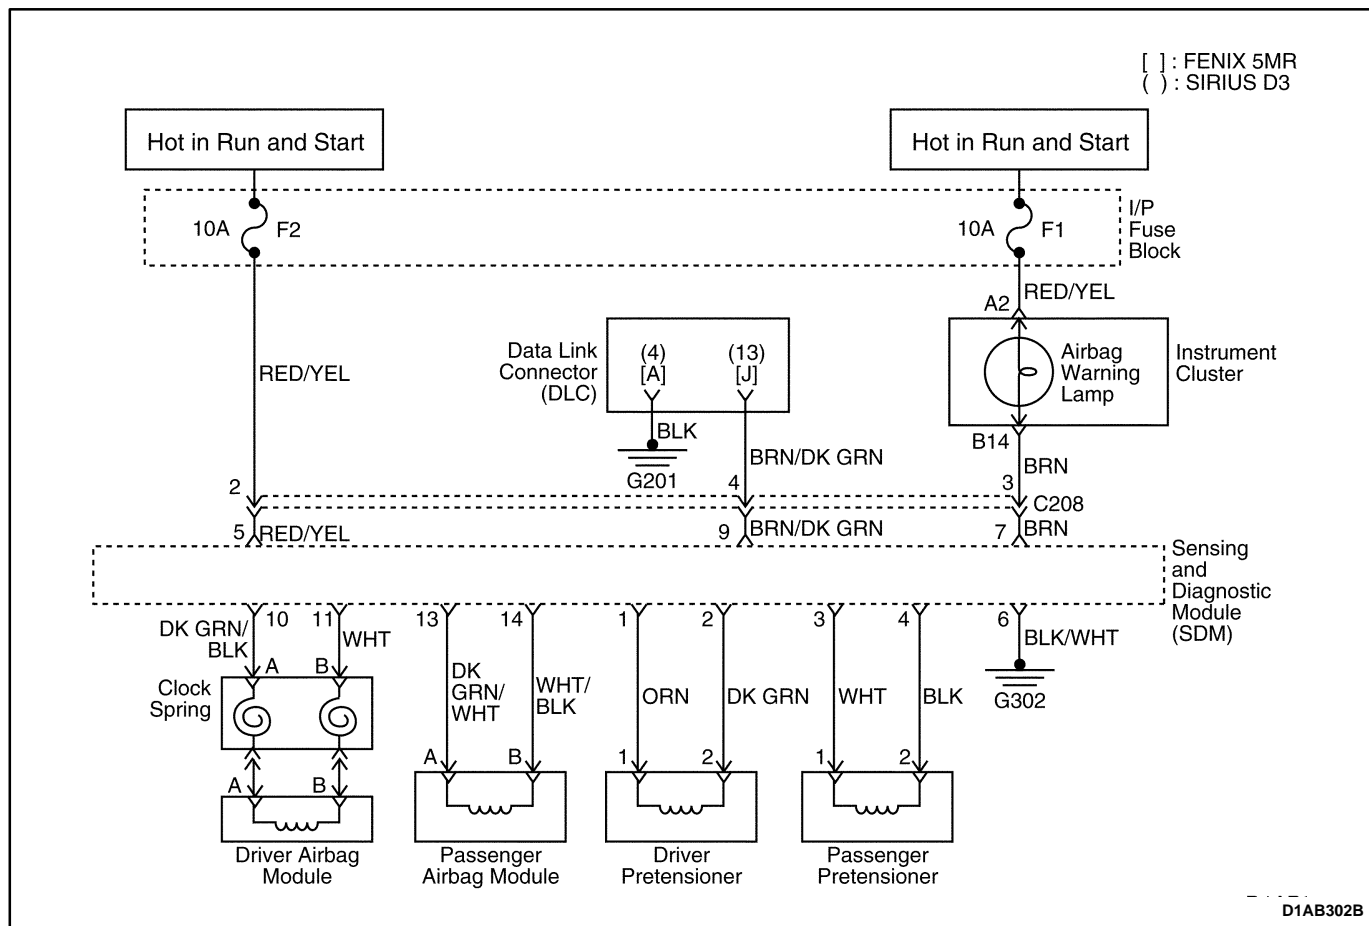 [ ] : FENIX 5MR
( ) : SIRIUS D3
Hot in Run and Start
Hot in Run and Start
10A
F2
10A
F1
I/P
Fuse
Block
RED/YEL
A2
RED/YEL
Data Link
Connector
(DLC)
(4)
[A]
(13)
[J]
Airbag
Warning
Lamp
Instrument
Cluster
BLK
G201
BRN/DK GRN
B14
BRN
2
4
3
C208
5
RED/YEL
9
BRN/DK GRN
7
BRN
Sensing
and
Diagnostic
Module
(SDM)
10
11
13
14
1
2
3
4
6
DK GRN/
BLK
WHT
BLK/WHT
G302
A
B
Clock
Spring
DK
GRN/
WHT
WHT/
BLK
ORN
DK GRN
WHT
BLK
A
B
A
B
1
2
1
2
Driver Airbag
Module
Passenger
Airbag Module
Driver
Pretensioner
Passenger
Pretensioner
D1AB302B